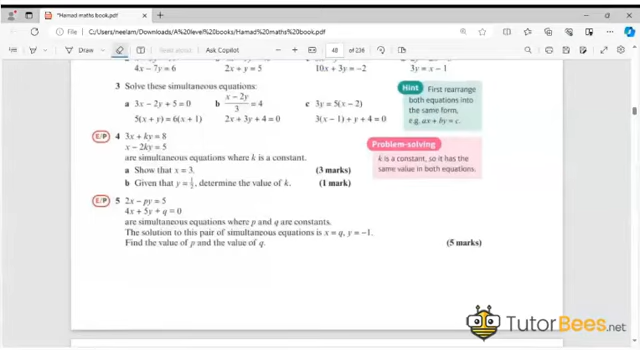 *Hamad maths book.pdf
File C:/Users/neelam/Downloads/A%20level%20books/Hamad%20maths%20book.pdf
Draw Read aloud Ask Copilot 48 of 236
4x − 7y = 6 2x + y = 5 10x + 3y = −2 3y = x − 1
3 Solve these simultaneous equations:
a 3x − 2y + 5 = 0 b (x − 2y)/3 = 4 c 3y = 5(x − 2)
5(x + y) = 6(x + 1) 2x + 3y + 4 = 0 3(x − 1) + y + 4 = 0
Hint First rearrange
both equations into
the same form,
e.g. ax + by = c.
E/P 4 3x + ky = 8
x − 2ky = 5
are simultaneous equations where k is a constant.
a Show that x = 3. (3 marks)
b Given that y = 1/2, determine the value of k. (1 mark)
Problem-solving
k is a constant, so it has the
same value in both equations.
E/P 5 2x − py = 5
4x + 5y + q = 0
are simultaneous equations where p and q are constants.
The solution to this pair of simultaneous equations is x = q, y = −1.
Find the value of p and the value of q. (5 marks)
TutorBees.net